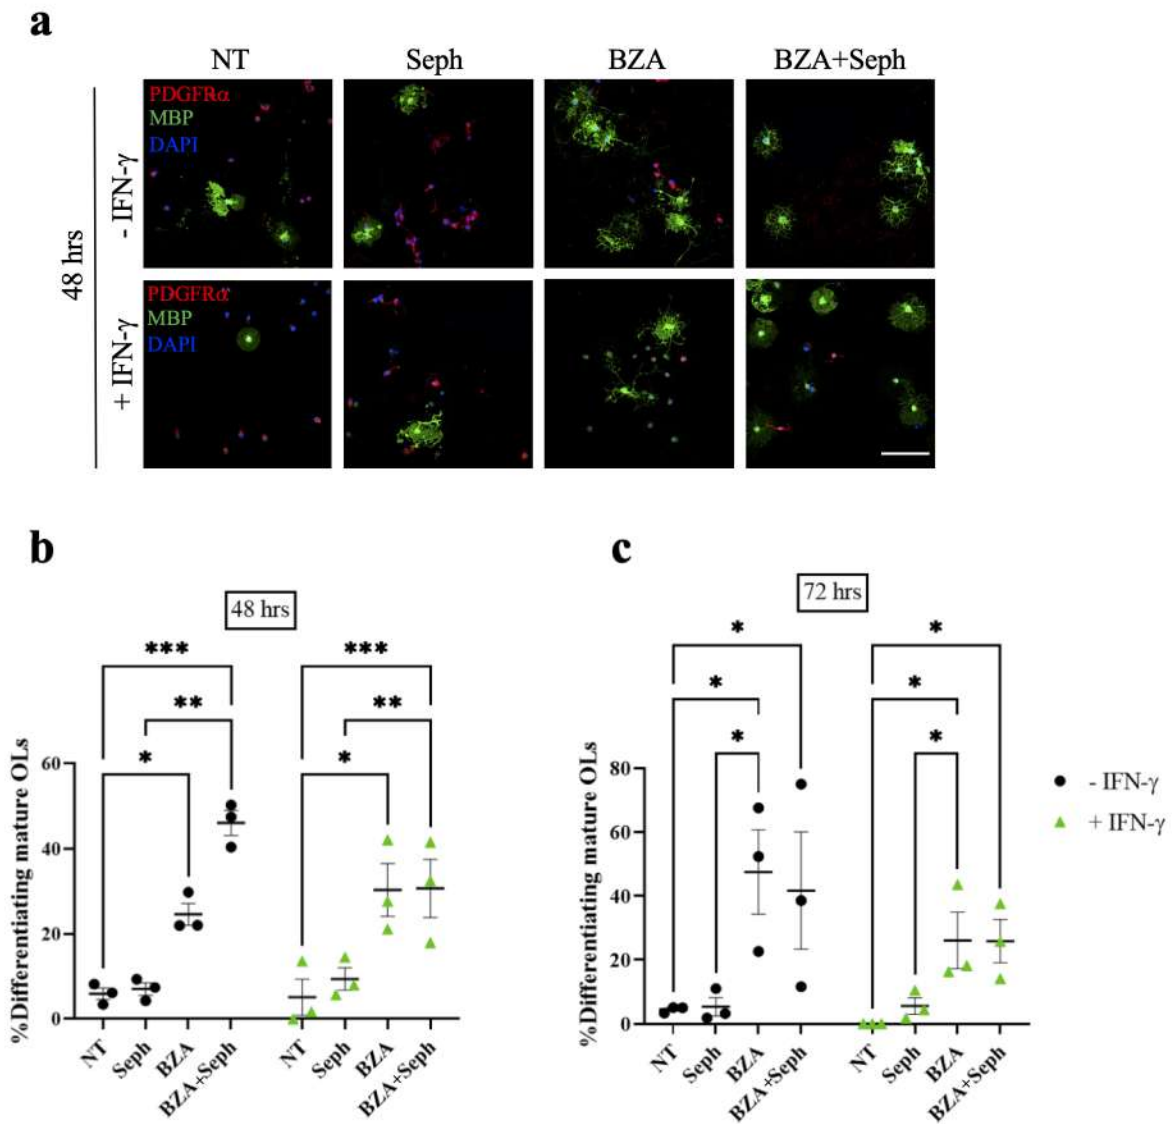 a
NT Seph BZA BZA+Seph
48 hrs
- IFN-γ
PDGFRα
MBP
DAPI
+ IFN-γ
PDGFRα
MBP
DAPI
b
48 hrs
%Differentiating mature OLs
*** ***
** **
* *
60
40
20
0
NT Seph BZA BZA+Seph NT Seph BZA BZA+Seph
c
72 hrs
%Differentiating mature OLs
* *
* *
* *
80
60
40
20
0
NT Seph BZA BZA+Seph NT Seph BZA BZA+Seph
- IFN-γ
+ IFN-γ